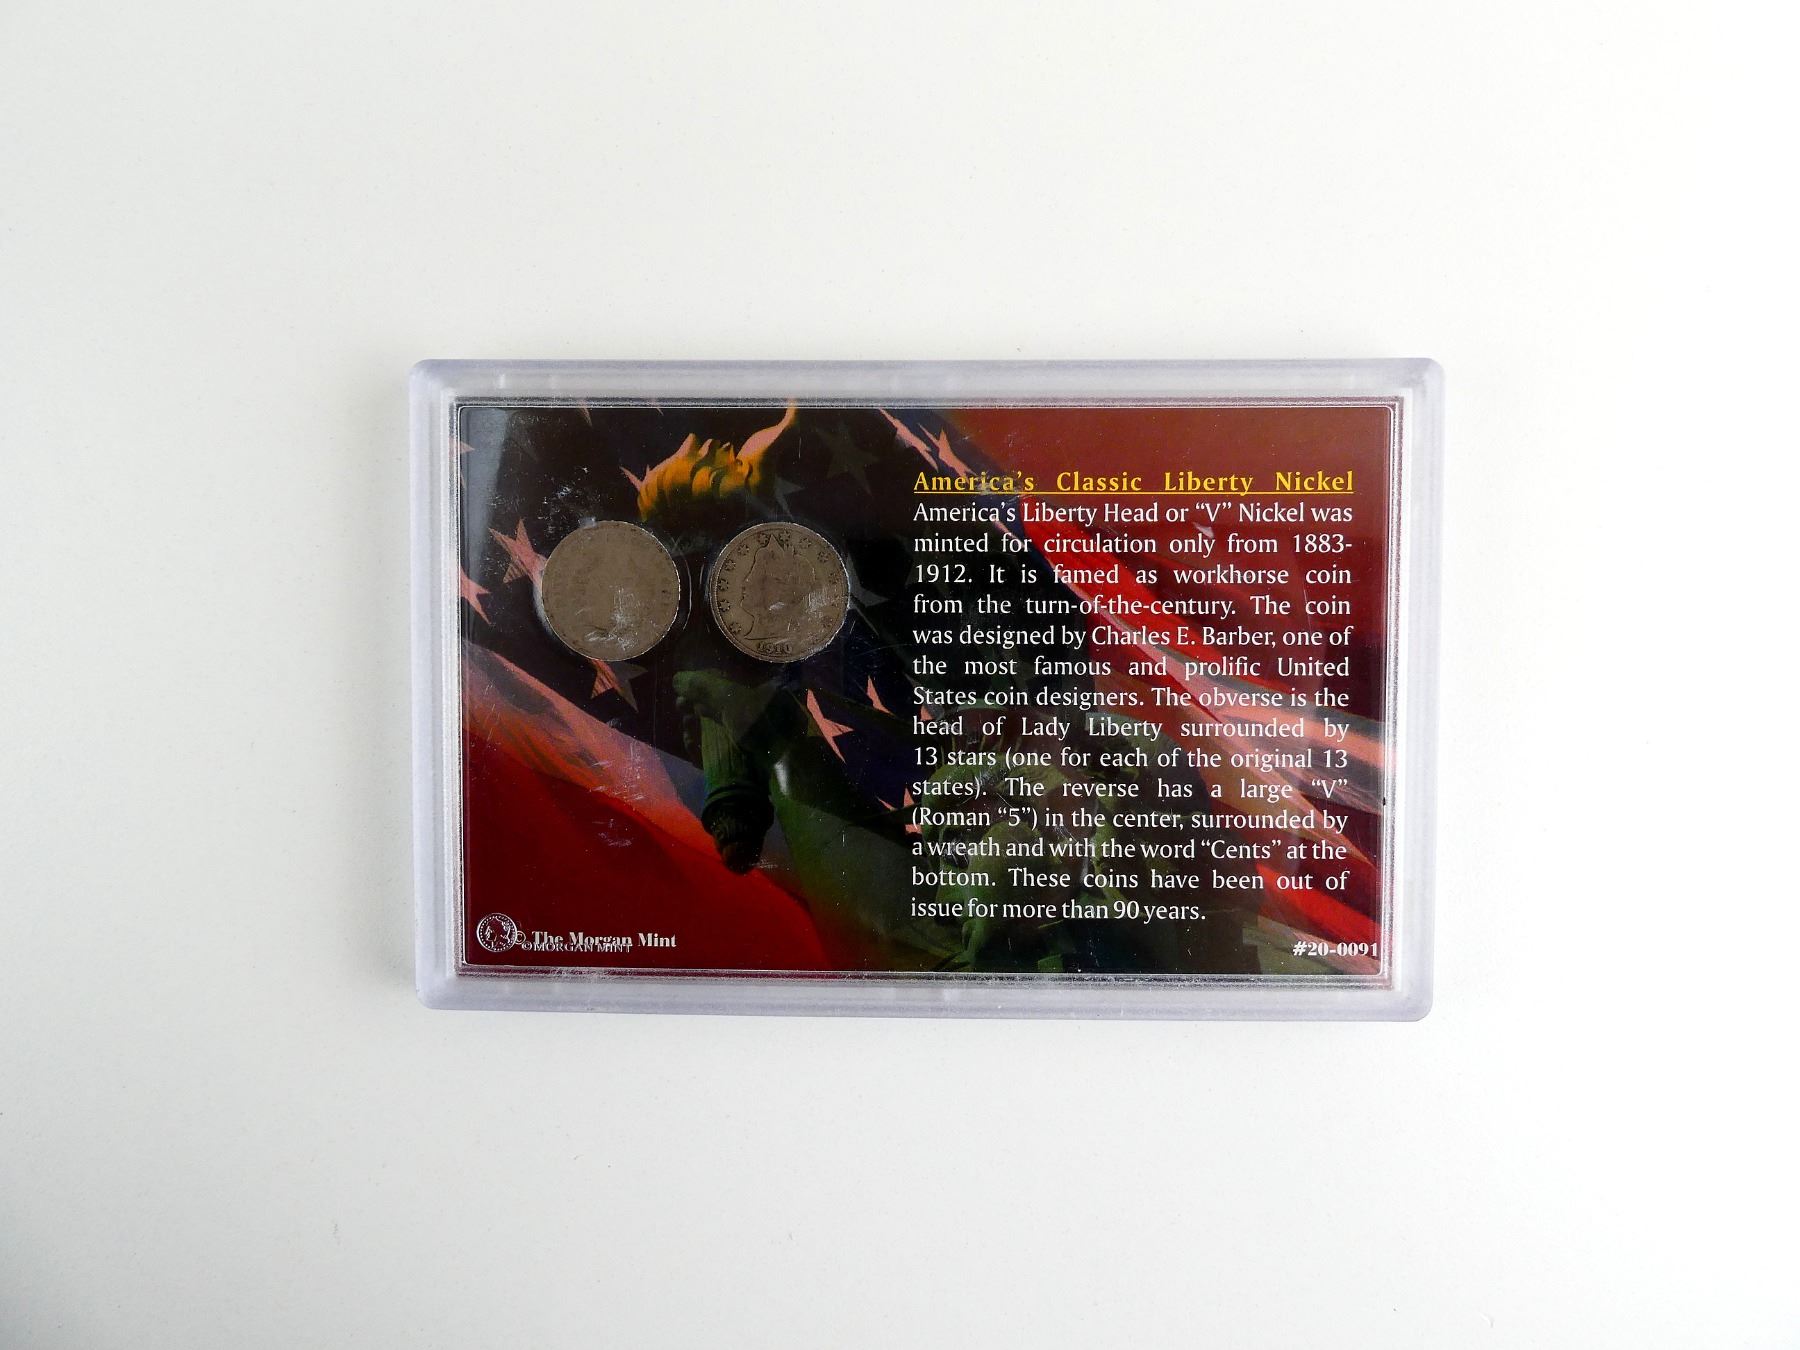 America's Classic Liberty Nickel
America's Liberty Head or “V” Nickel was
minted for circulation only from 1883-
1912. It is famed as workhorse coin
from the turn-of-the-century. The coin
was designed by Charles E. Barber, one of
the most famous and prolific United
States coin designers. The obverse is the
head of Lady Liberty surrounded by
13 stars (one for each of the original 13
states). The reverse has a large “V”
(Roman “5”) in the center, surrounded by
a wreath and with the word “Cents” at the
bottom. These coins have been out of
issue for more than 90 years.
1911
© The Morgan Mint
©MORGAN MINT
#20-0091